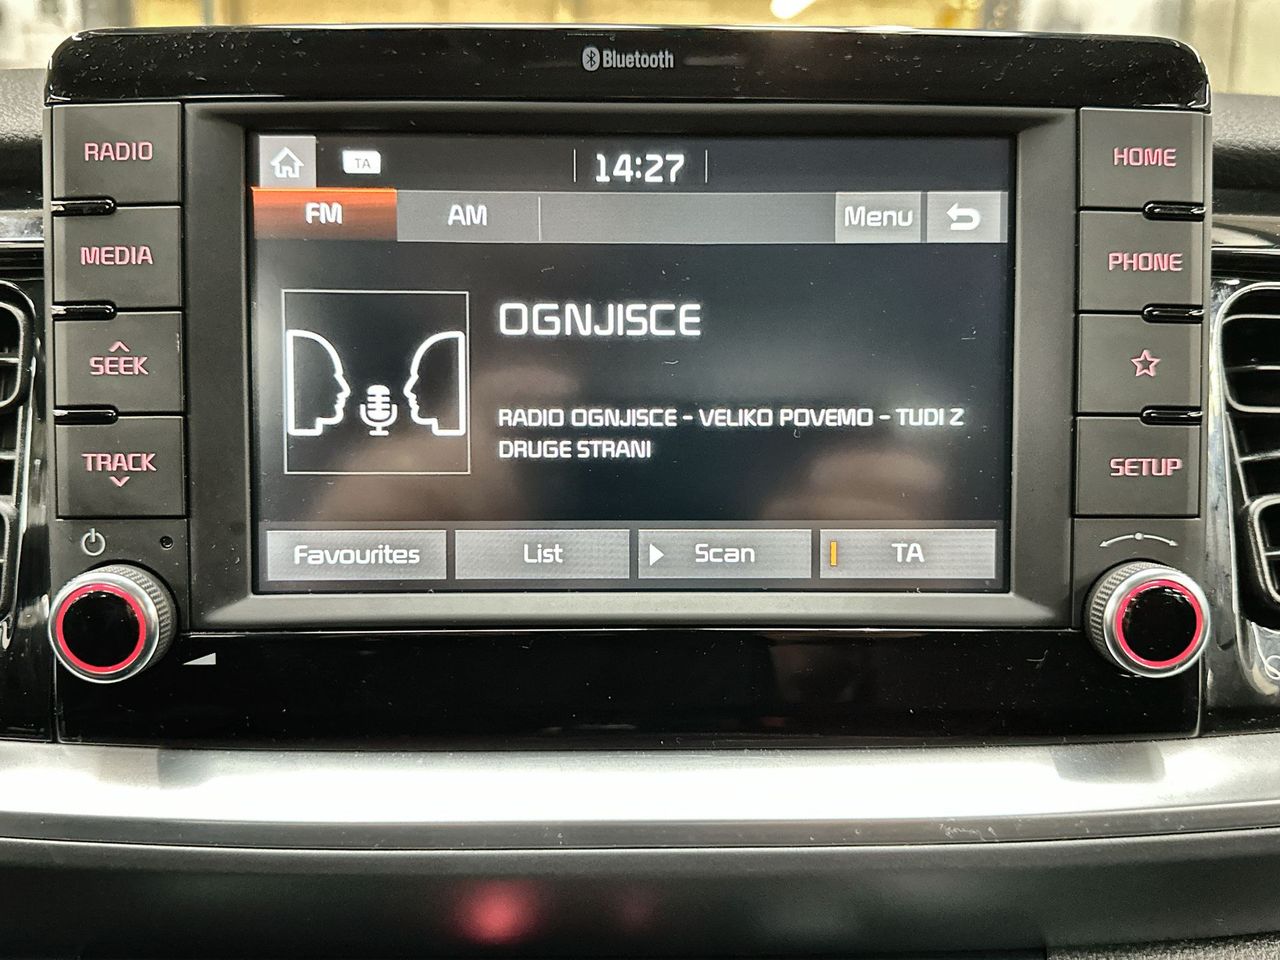 Bluetooth
RADIO
MEDIA
SEEK
TRACK
TA
14:27
FM
AM
Menu
OGNJISCE
RADIO OGNJISCE - VELIKO POVEMO - TUDI Z
DRUGE STRANI
Favourites
List
Scan
TA
HOME
PHONE
SETUP